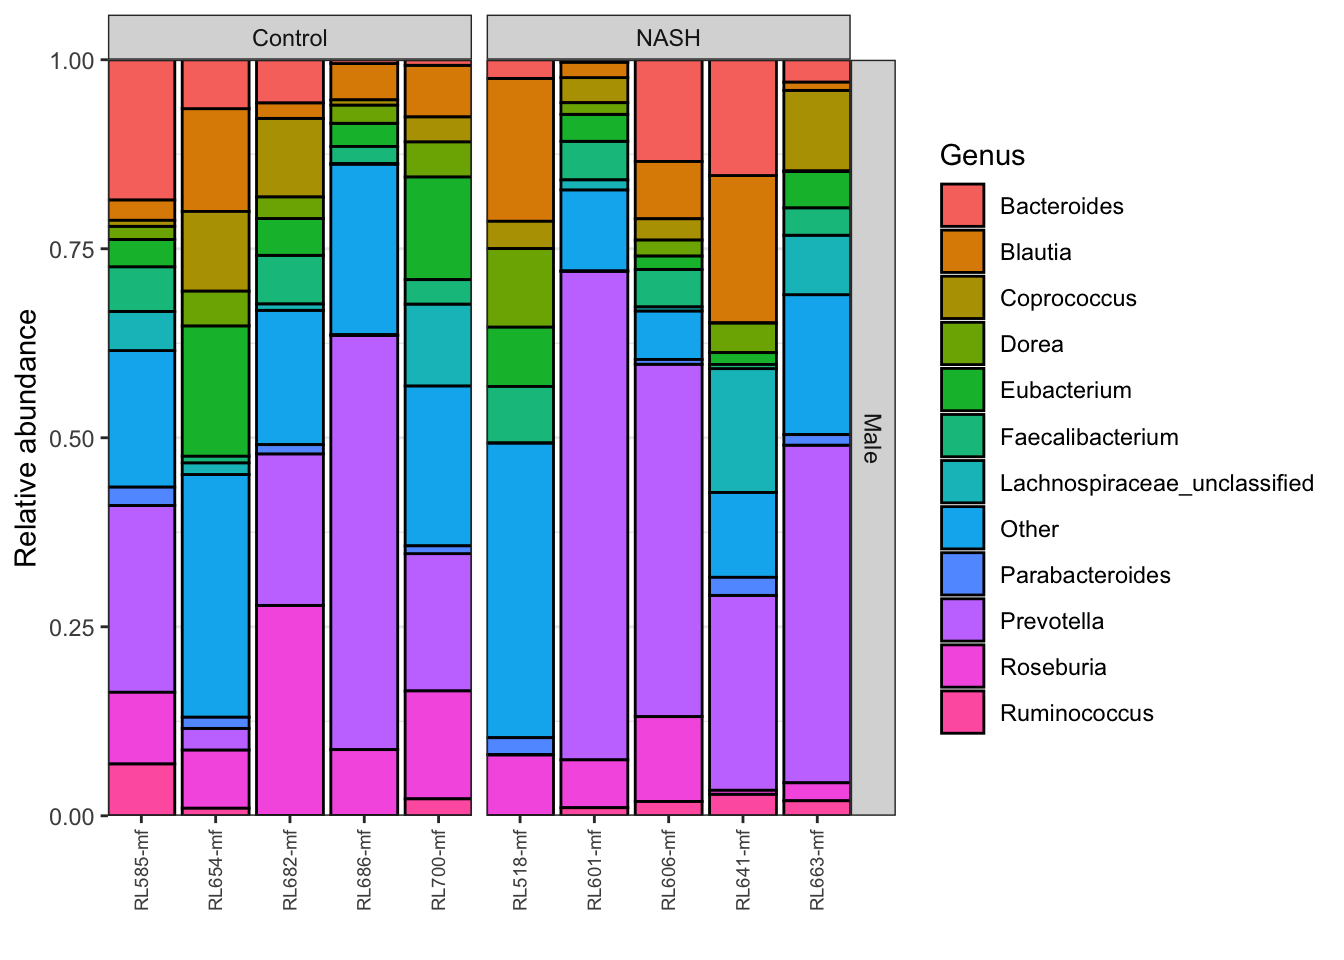 Control
NASH
Male
Relative abundance
1.00
0.75
0.50
0.25
0.00
RL585-mf
RL654-mf
RL682-mf
RL686-mf
RL700-mf
RL518-mf
RL601-mf
RL606-mf
RL641-mf
RL663-mf
Genus
Bacteroides
Blautia
Coprococcus
Dorea
Eubacterium
Faecalibacterium
Lachnospiraceae_unclassified
Other
Parabacteroides
Prevotella
Roseburia
Ruminococcus